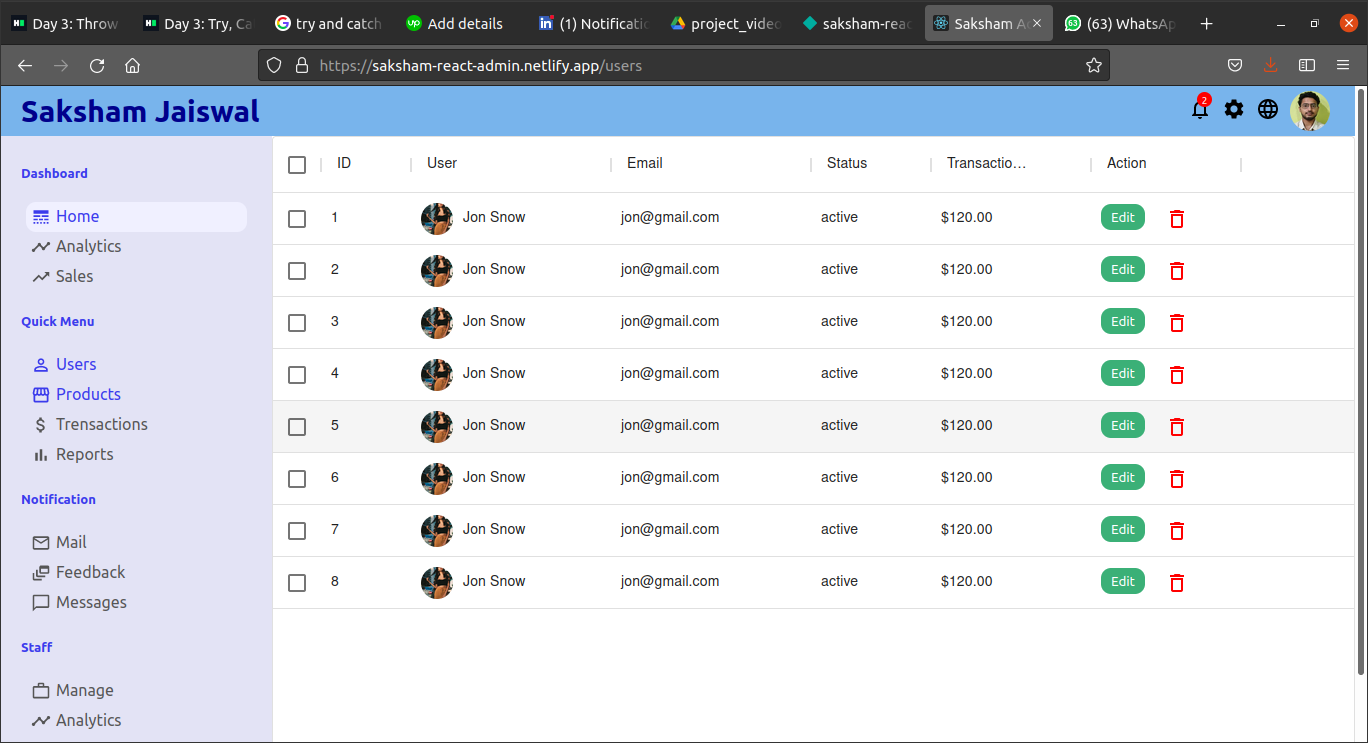 Day 3: Throw
Day 3: Try, Ca
try and catch
Add details
(1) Notificatio
project_video
saksham-reac
Saksham A
(63) WhatsAp
https://saksham-react-admin.netlify.app/users
Saksham Jaiswal
2
Dashboard
Home
Analytics
Sales
Quick Menu
Users
Products
Transactions
Reports
Notification
Mail
Feedback
Messages
Staff
Manage
Analytics
ID User Email Status Transactio… Action
1 Jon Snow jon@gmail.com active $120.00 Edit
2 Jon Snow jon@gmail.com active $120.00 Edit
3 Jon Snow jon@gmail.com active $120.00 Edit
4 Jon Snow jon@gmail.com active $120.00 Edit
5 Jon Snow jon@gmail.com active $120.00 Edit
6 Jon Snow jon@gmail.com active $120.00 Edit
7 Jon Snow jon@gmail.com active $120.00 Edit
8 Jon Snow jon@gmail.com active $120.00 Edit